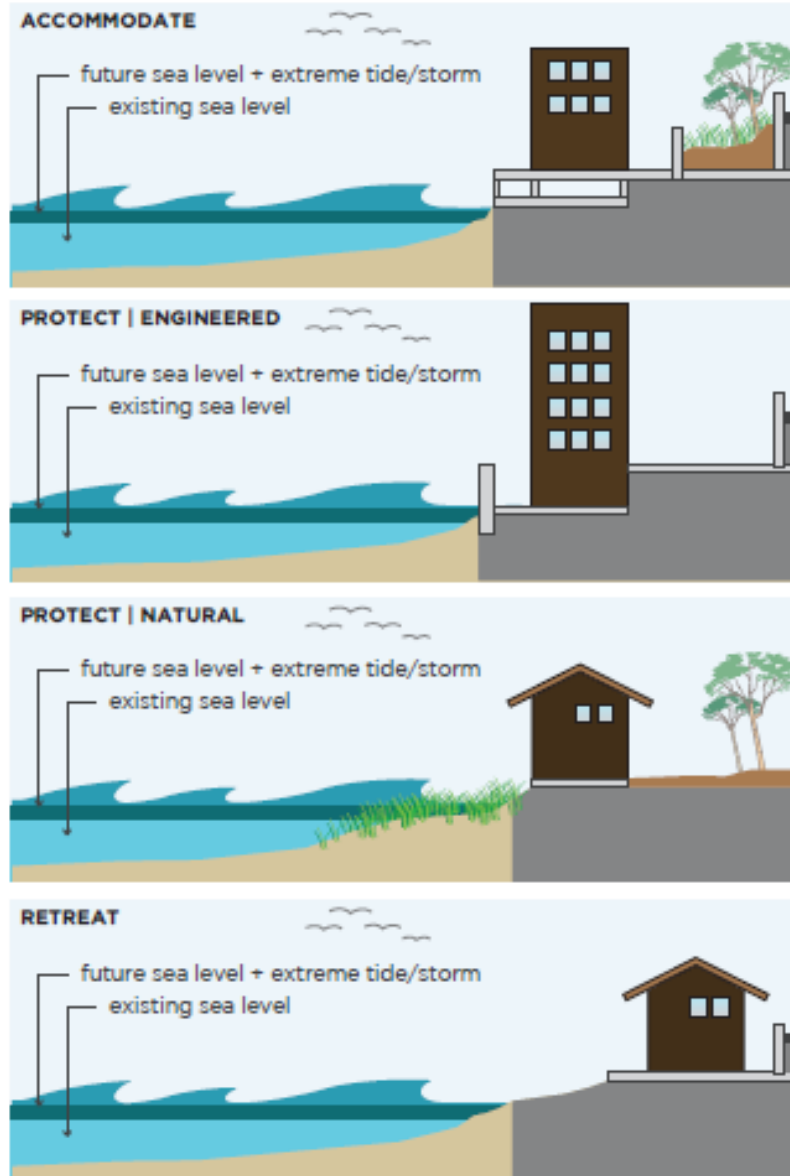 ACCOMMODATE
future sea level + extreme tide/storm
existing sea level
PROTECT | ENGINEERED
future sea level + extreme tide/storm
existing sea level
PROTECT | NATURAL
future sea level + extreme tide/storm
existing sea level
RETREAT
future sea level + extreme tide/storm
existing sea level